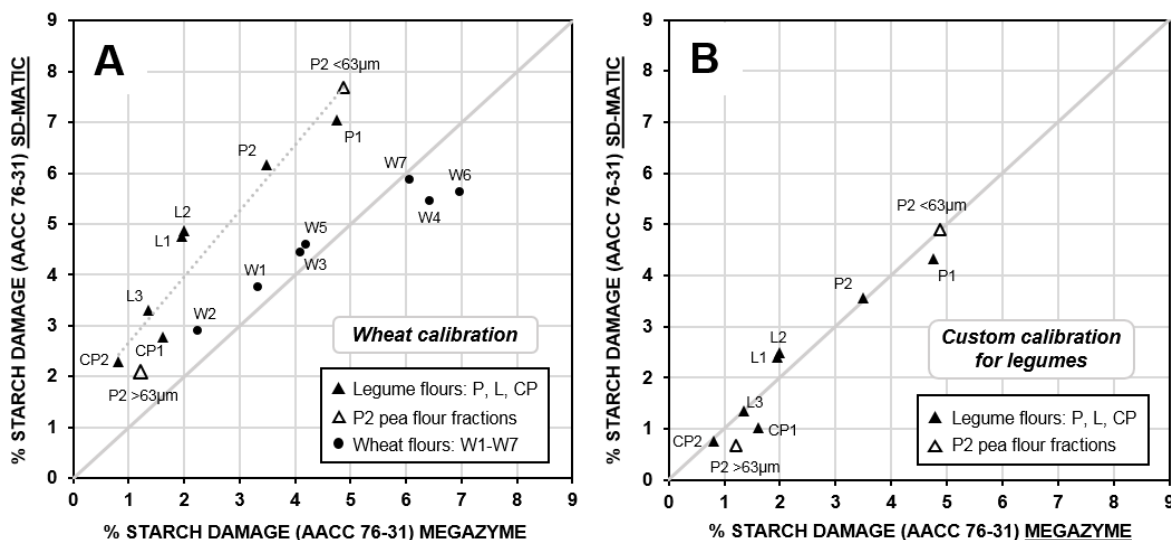 A
% STARCH DAMAGE (AACC 76-31) SD-MATIC
9
8
7
6
5
4
3
2
1
0
P2 <63µm
P1
P2
W7
W6
W4
L2
L1
W5
W3
W1
L3
W2
CP1
CP2
P2 >63µm
Wheat calibration
Legume flours: P, L, CP
P2 pea flour fractions
Wheat flours: W1-W7
0 1 2 3 4 5 6 7 8 9
% STARCH DAMAGE (AACC 76-31) MEGAZYME
B
% STARCH DAMAGE (AACC 76-31) SD-MATIC
9
8
7
6
5
4
3
2
1
0
P2 <63µm
P1
P2
L2
L1
L3
CP1
CP2
P2 >63µm
Custom calibration
for legumes
Legume flours: P, L, CP
P2 pea flour fractions
0 1 2 3 4 5 6 7 8 9
% STARCH DAMAGE (AACC 76-31) MEGAZYME